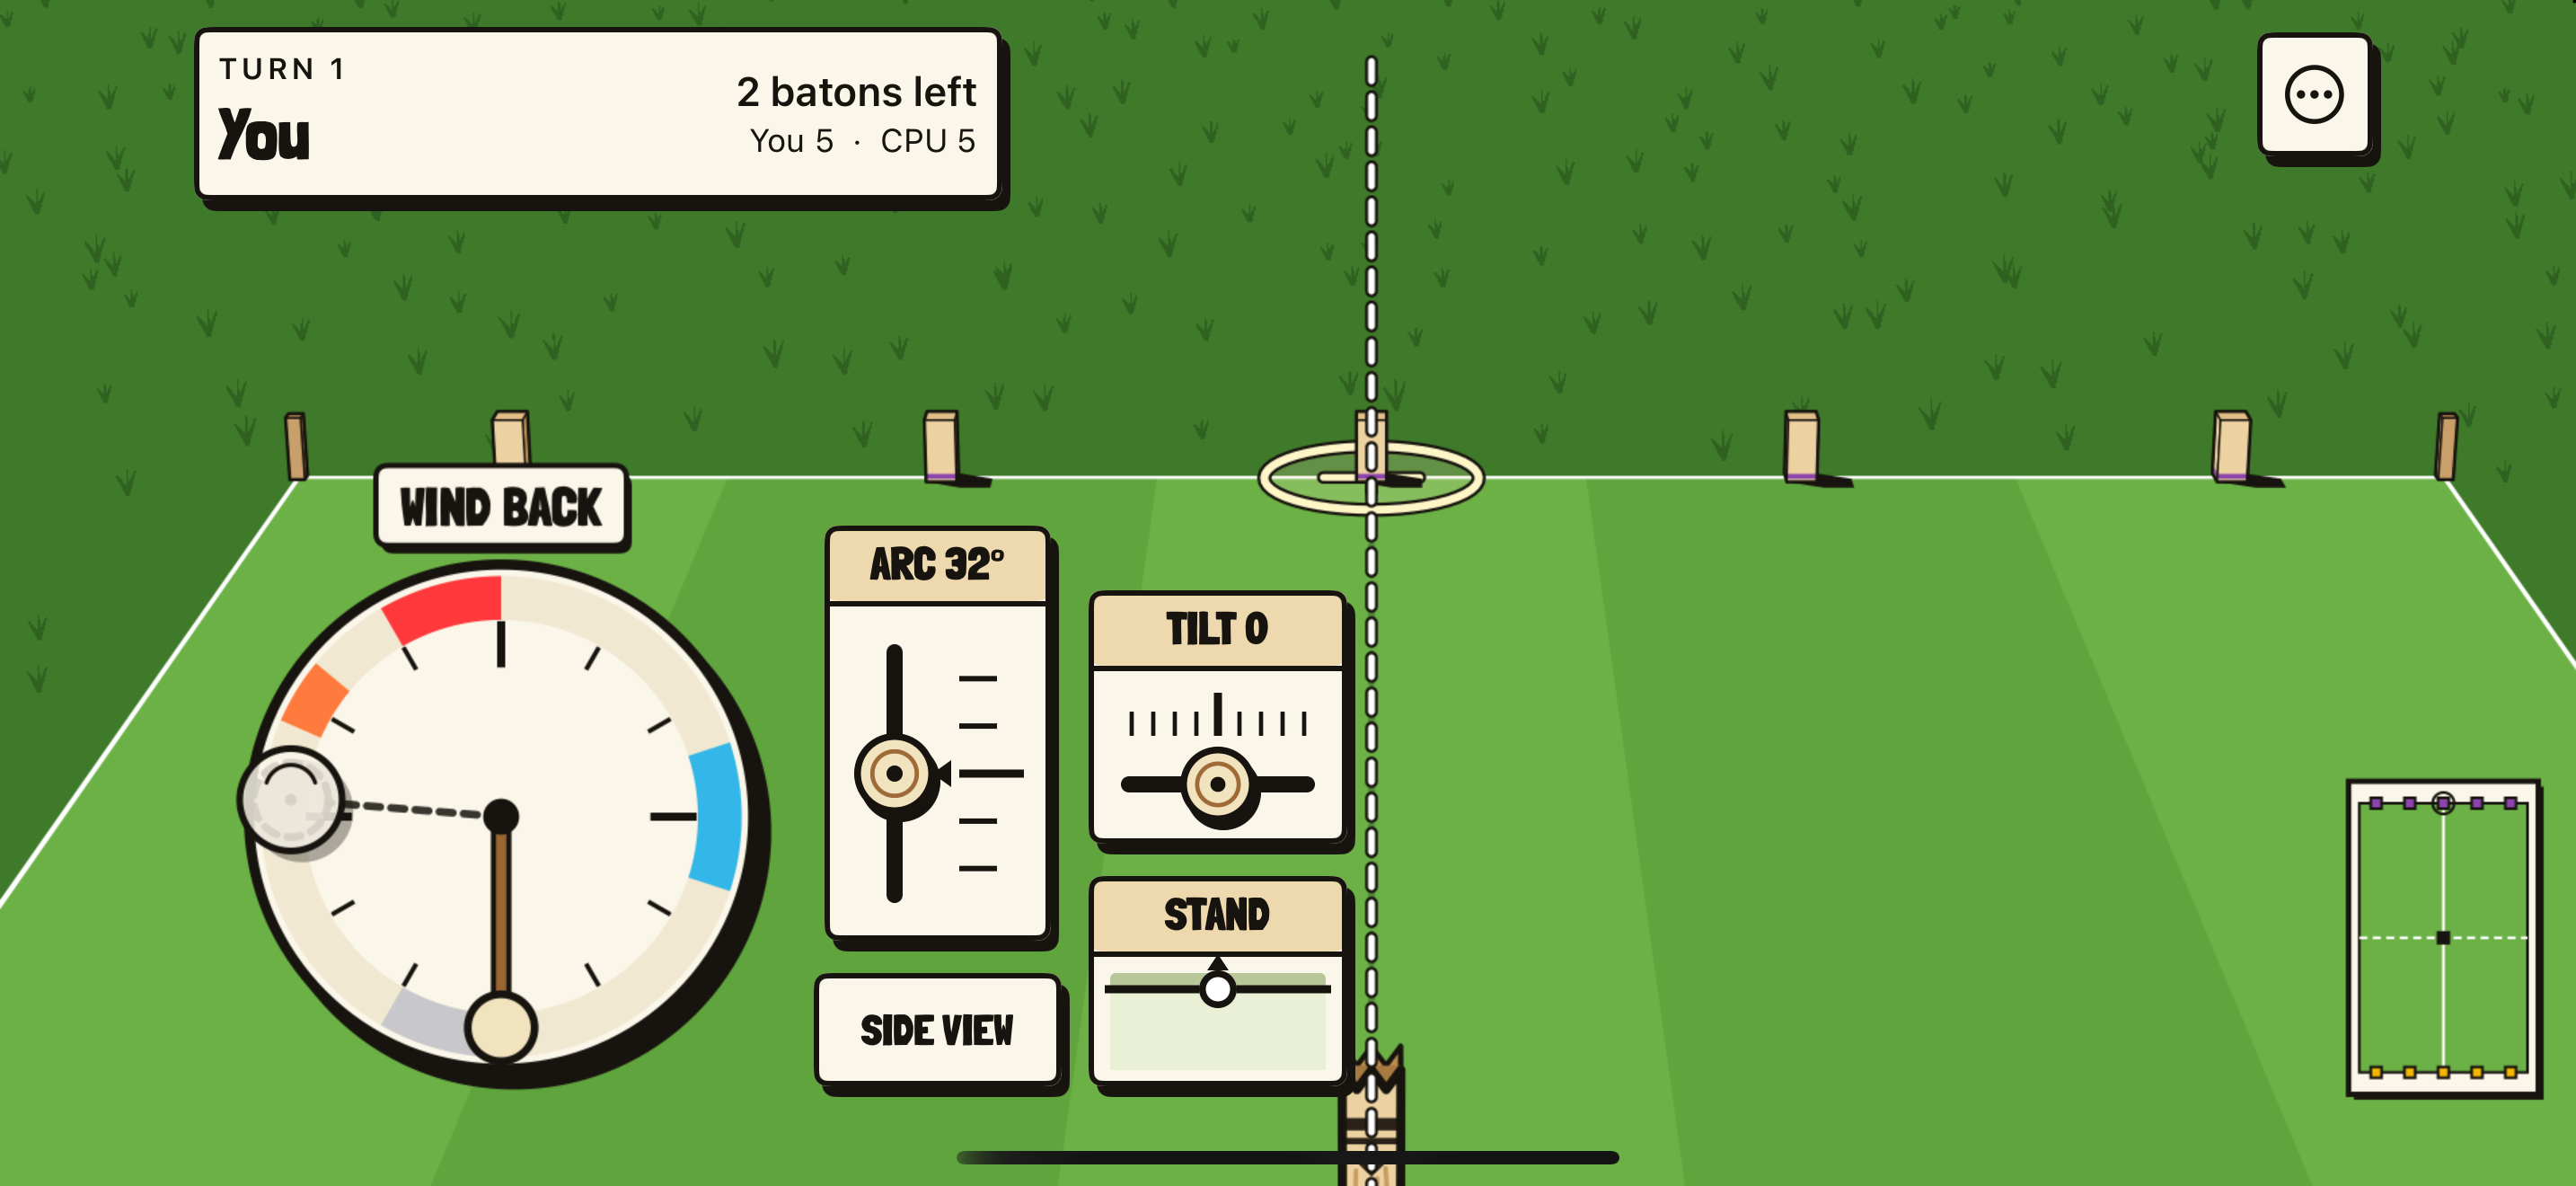 TURN 1
You
2 batons left
You 5 · CPU 5
WIND BACK
ARC 32°
TILT 0
STAND
SIDE VIEW